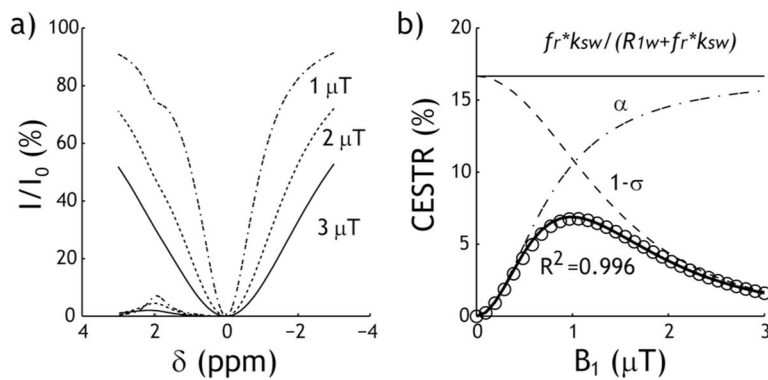 a)
100
80
60
40
20
0
I/I₀ (%)
1 μT
2 μT
3 μT
4 2 0 −2 −4
δ (ppm)
b)
20
15
10
5
0
CESTR (%)
fr*ksw/(R1w+fr*ksw)
α
1-σ
R²=0.996
0 1 2 3
B₁ (μT)